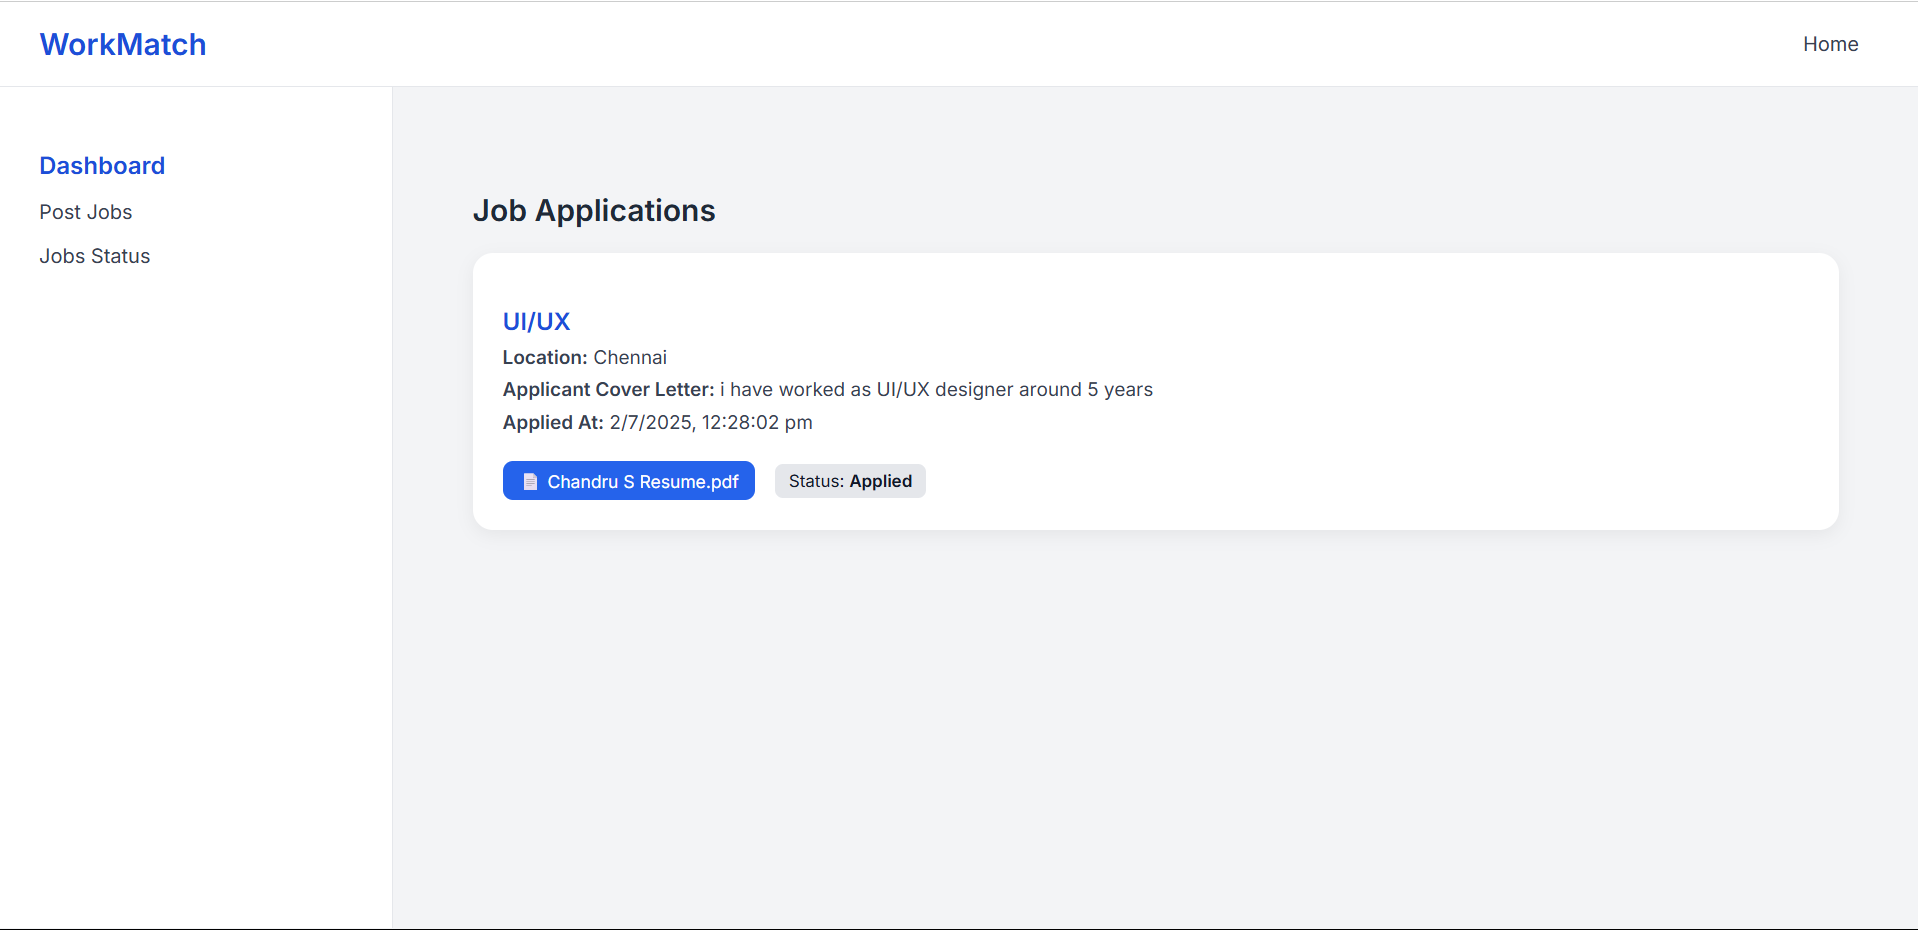 WorkMatch
Home
Dashboard
Post Jobs
Jobs Status
Job Applications
UI/UX
Location: Chennai
Applicant Cover Letter: i have worked as UI/UX designer around 5 years
Applied At: 2/7/2025, 12:28:02 pm
Chandru S Resume.pdf
Status: Applied